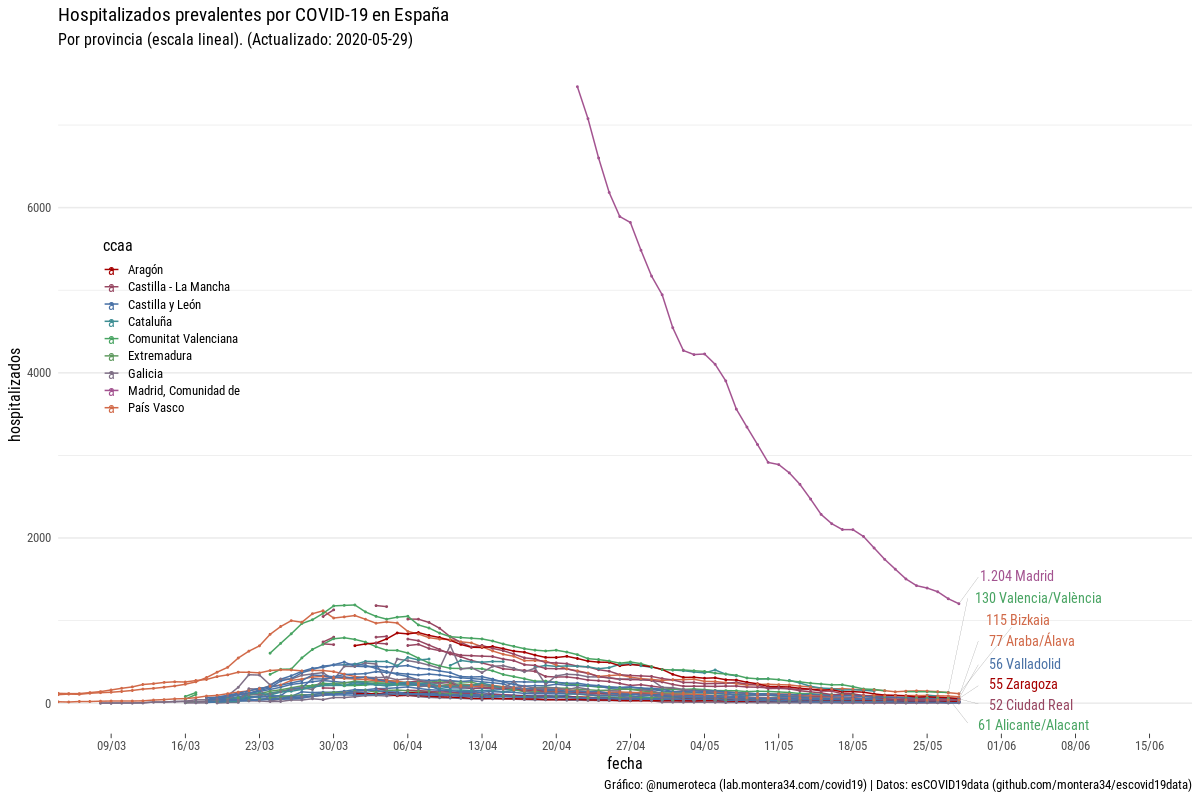 Hospitalizados prevalentes por COVID-19 en España
Por provincia (escala lineal). (Actualizado: 2020-05-29)
hospitalizados
6000
4000
2000
0
ccaa
Aragón
Castilla - La Mancha
Castilla y León
Cataluña
Comunitat Valenciana
Extremadura
Galicia
Madrid, Comunidad de
País Vasco
1.204 Madrid
130 Valencia/València
115 Bizkaia
77 Araba/Álava
56 Valladolid
55 Zaragoza
52 Ciudad Real
61 Alicante/Alacant
09/03 16/03 23/03 30/03 06/04 13/04 20/04 27/04 04/05 11/05 18/05 25/05 01/06 08/06 15/06
fecha
Gráfico: @numeroteca (lab.montera34.com/covid19) | Datos: esCOVID19data (github.com/montera34/escovid19data)